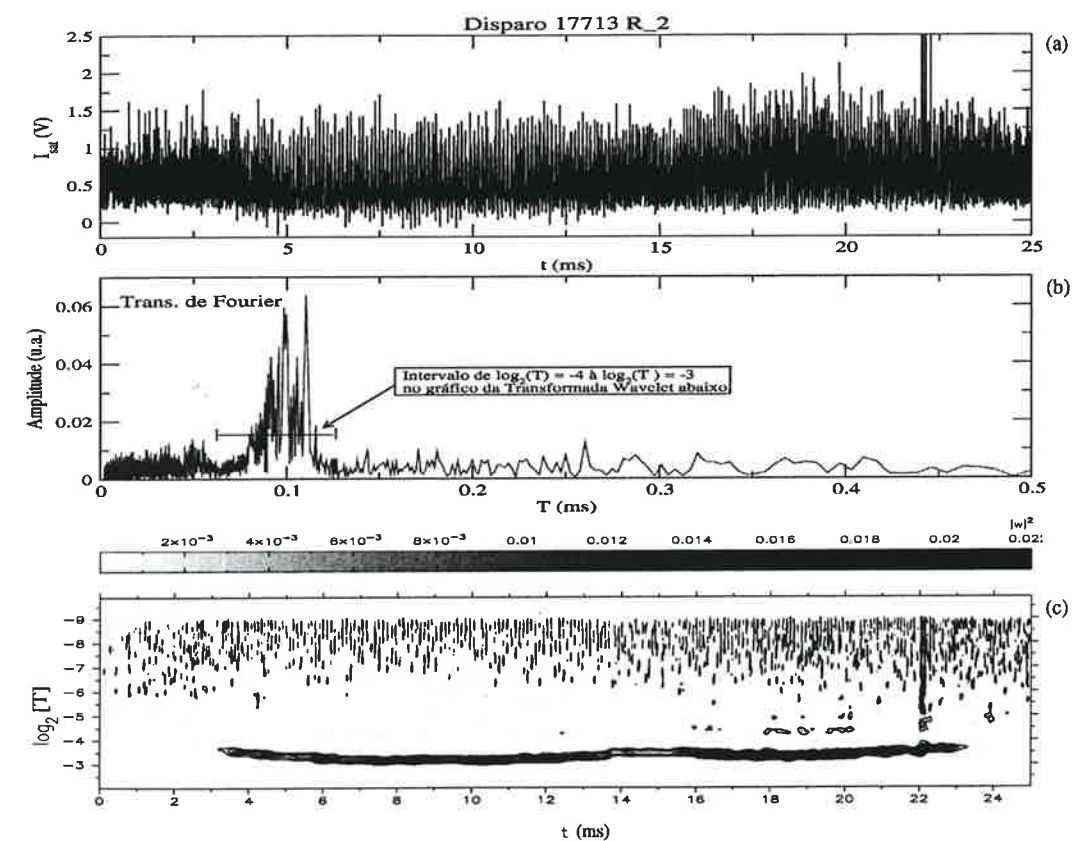 Disparo 17713 R_2
(a)
2.5
2
1.5
1
0.5
0
I_sat (V)
0 5 10 15 20 25
t (ms)
(b)
Trans. de Fourier
0.06
0.04
0.02
0
Amplitude (u.a.)
Intervalo de log₂(T) = -4 à log₂(T ) = -3
no gráfico da Transformada Wavelet abaixo
0 0.1 0.2 0.3 0.4 0.5
T (ms)
|w|²
2×10⁻³ 4×10⁻³ 6×10⁻³ 8×10⁻³ 0.01 0.012 0.014 0.016 0.018 0.02 0.02
(c)
-9
-8
-7
-6
-5
-4
-3
log₂ [T]
0 2 4 6 8 10 12 14 16 18 20 22 24
t (ms)